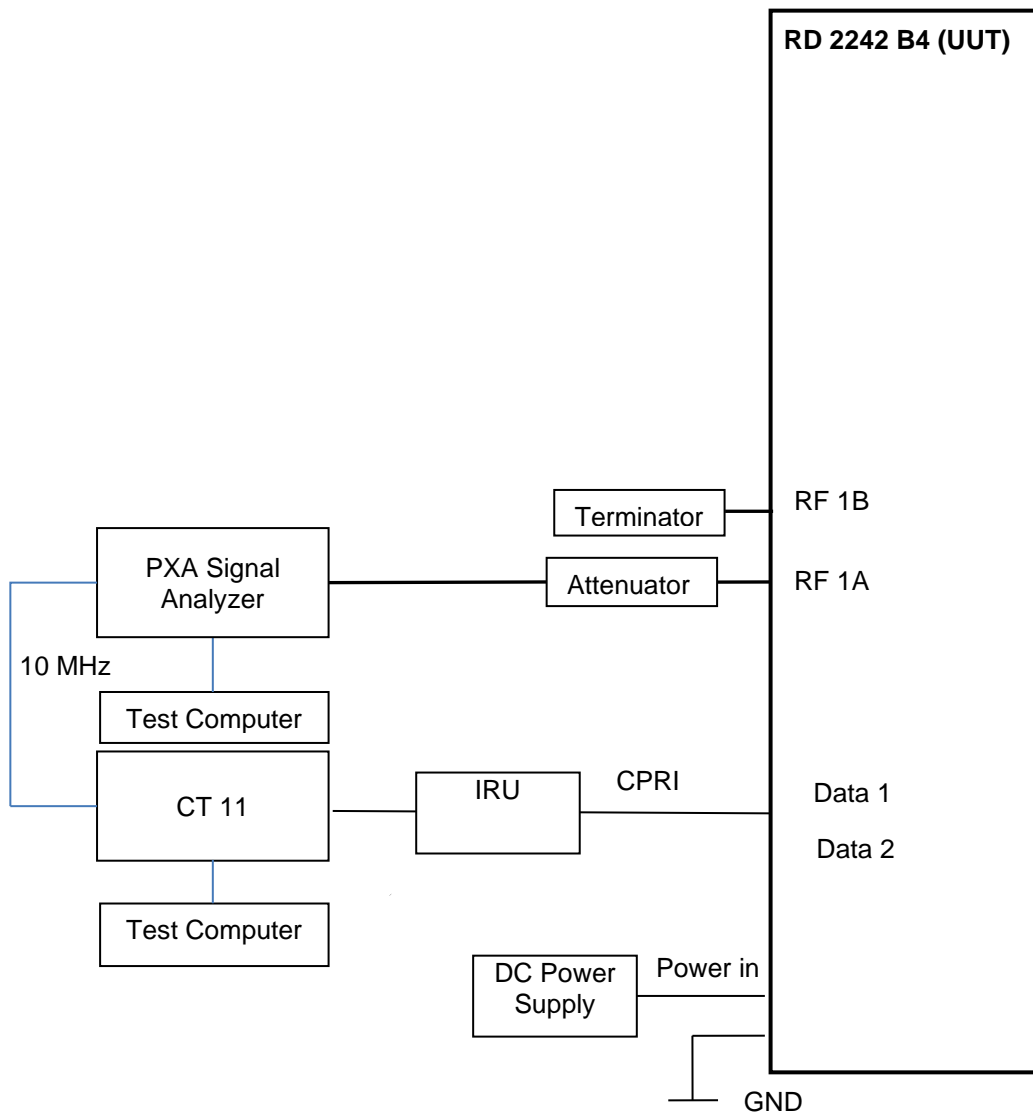 RD 2242 B4 (UUT)
RF 1B
Terminator
PXA Signal
Analyzer
Attenuator
RF 1A
10 MHz
Test Computer
CT 11
IRU
CPRI
Data 1
Data 2
Test Computer
DC Power
Supply
Power in
GND